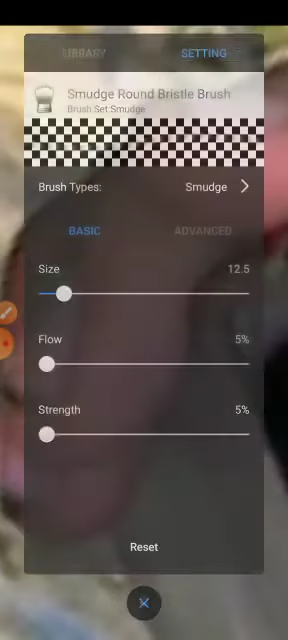 LIBRARY
SETTING
Smudge Round Bristle Brush
Brush Set:Smudge
Brush Types:
Smudge
BASIC
ADVANCED
Size
12.5
Flow
5%
Strength
5%
Reset